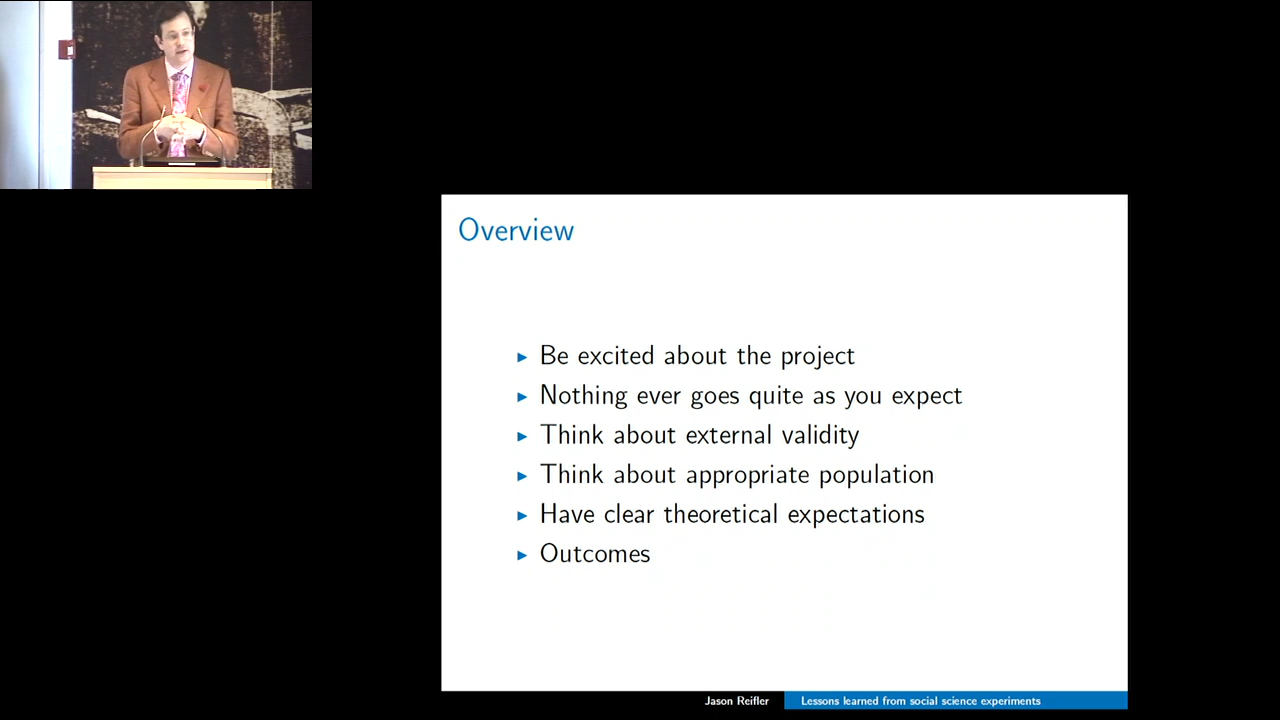 Overview
Be excited about the project
Nothing ever goes quite as you expect
Think about external validity
Think about appropriate population
Have clear theoretical expectations
Outcomes
Jason Reifler
Lessons learned from social science experiments